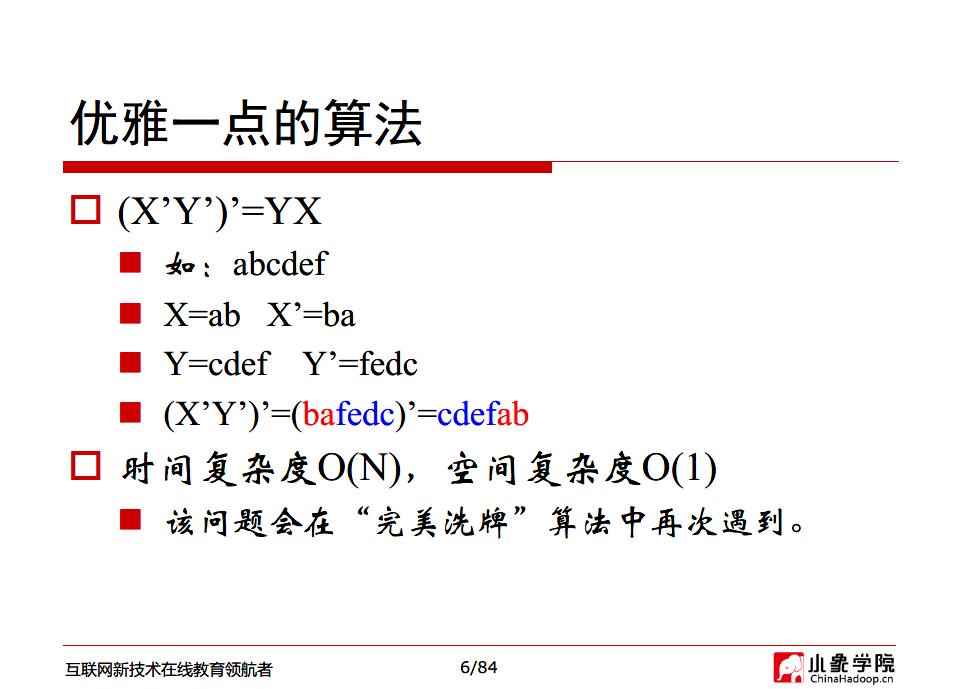 优雅一点的算法
(X’Y’)’=YX
如：abcdef
X=ab X’=ba
Y=cdef Y’=fedc
(X’Y’)’=(bafedc)’=cdefab
时间复杂度O(N)，空间复杂度O(1)
该问题会在“完美洗牌”算法中再次遇到。
互联网新技术在线教育领航者
6/84
小象学院
ChinaHadoop.cn